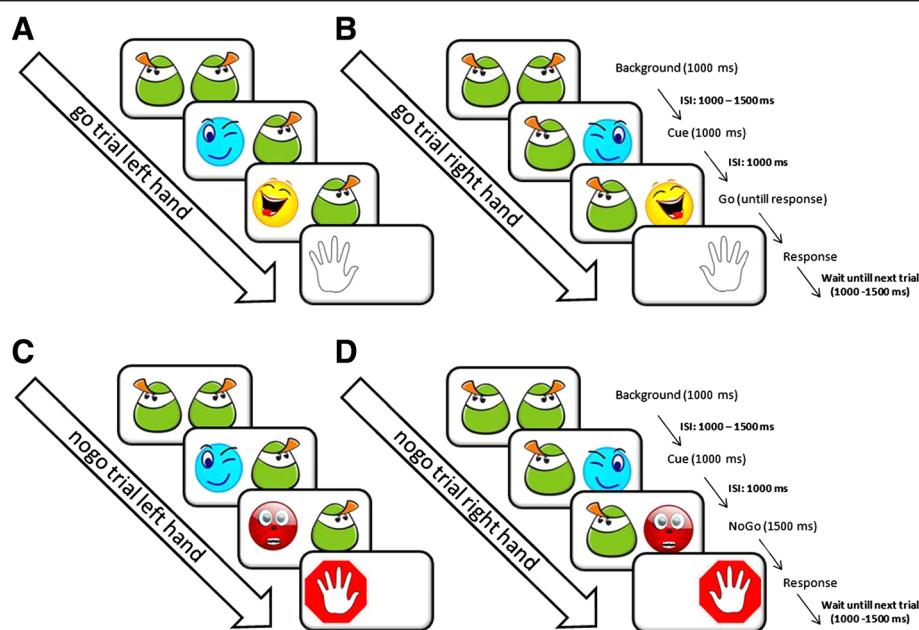 A
go trial left hand
B
go trial right hand
Background (1000 ms)
ISI: 1000 – 1500 ms
Cue (1000 ms)
ISI: 1000 ms
Go (untill response)
Response
Wait untill next trial
(1000 -1500 ms)
C
nogo trial left hand
D
nogo trial right hand
Background (1000 ms)
ISI: 1000 – 1500 ms
Cue (1000 ms)
ISI: 1000 ms
NoGo (1500 ms)
Response
Wait untill next trial
(1000 -1500 ms)